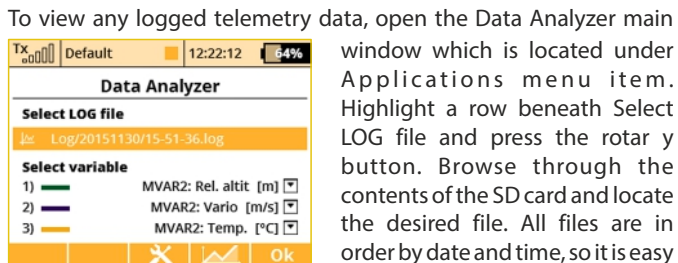 To view any logged telemetry data, open the Data Analyzer main
Tx Default 12:22:12 64%
Data Analyzer
Select LOG file
Log/20151130/15-51-36.log
Select variable
1) MVAR2: Rel. altit [m]
2) MVAR2: Vario [m/s]
3) MVAR2: Temp. [°C]
Ok
window which is located under
Applications menu item.
Highlight a row beneath Select
LOG file and press the rotar y
button. Browse through the
contents of the SD card and locate
the desired file. All files are in
order by date and time, so it is easy